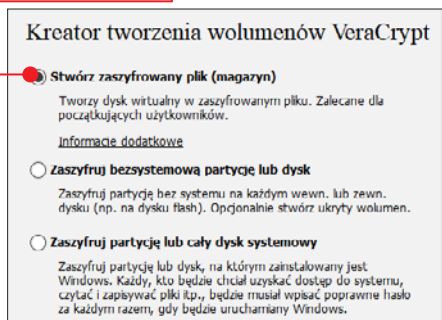 Kreator tworzenia wolumenów VeraCrypt
Stwórz zaszyfrowany plik (magazyn)
Tworzy dysk wirtualny w zaszyfrowanym pliku. Zalecane dla
początkujących użytkowników.
Informacje dodatkowe
Zaszyfruj bezsystemową partycję lub dysk
Zaszyfruj partycję bez systemu na każdym wewn. lub zewn.
dysku (np. na dysku flash). Opcjonalnie stwórz ukryty wolumen.
Zaszyfruj partycję lub cały dysk systemowy
Zaszyfruj partycję lub dysk, na którym zainstalowany jest
Windows. Każdy, kto będzie chciał uzyskać dostęp do systemu,
czytać i zapisywać pliki itp., będzie musiał wpisać poprawne hasło
za każdym razem, gdy będzie uruchamiany Windows.